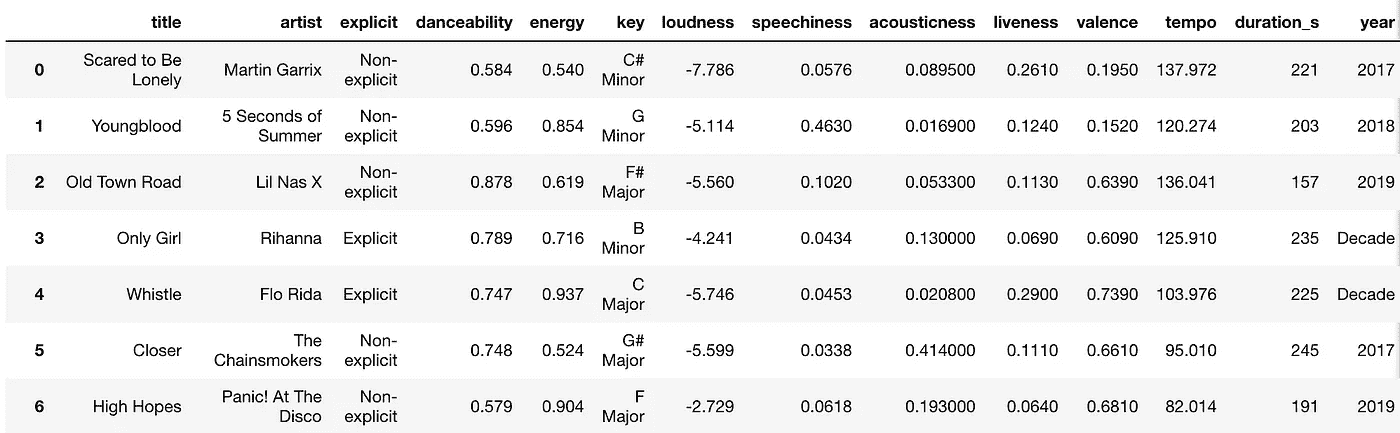 title artist explicit danceability energy key loudness speechiness acousticness liveness valence tempo duration_s year
0 Scared to Be Lonely Martin Garrix Non-explicit 0.584 0.540 C# Minor -7.786 0.0576 0.089500 0.2610 0.1950 137.972 221 2017
1 Youngblood 5 Seconds of Summer Non-explicit 0.596 0.854 G Minor -5.114 0.4630 0.016900 0.1240 0.1520 120.274 203 2018
2 Old Town Road Lil Nas X Non-explicit 0.878 0.619 F# Major -5.560 0.1020 0.053300 0.1130 0.6390 136.041 157 2019
3 Only Girl Rihanna Explicit 0.789 0.716 B Minor -4.241 0.0434 0.130000 0.0690 0.6090 125.910 235 Decade
4 Whistle Flo Rida Explicit 0.747 0.937 C Major -5.746 0.0453 0.020800 0.2900 0.7390 103.976 225 Decade
5 Closer The Chainsmokers Non-explicit 0.748 0.524 G# Major -5.599 0.0338 0.414000 0.1110 0.6610 95.010 245 2017
6 High Hopes Panic! At The Disco Non-explicit 0.579 0.904 F Major -2.729 0.0618 0.193000 0.0640 0.6810 82.014 191 2019